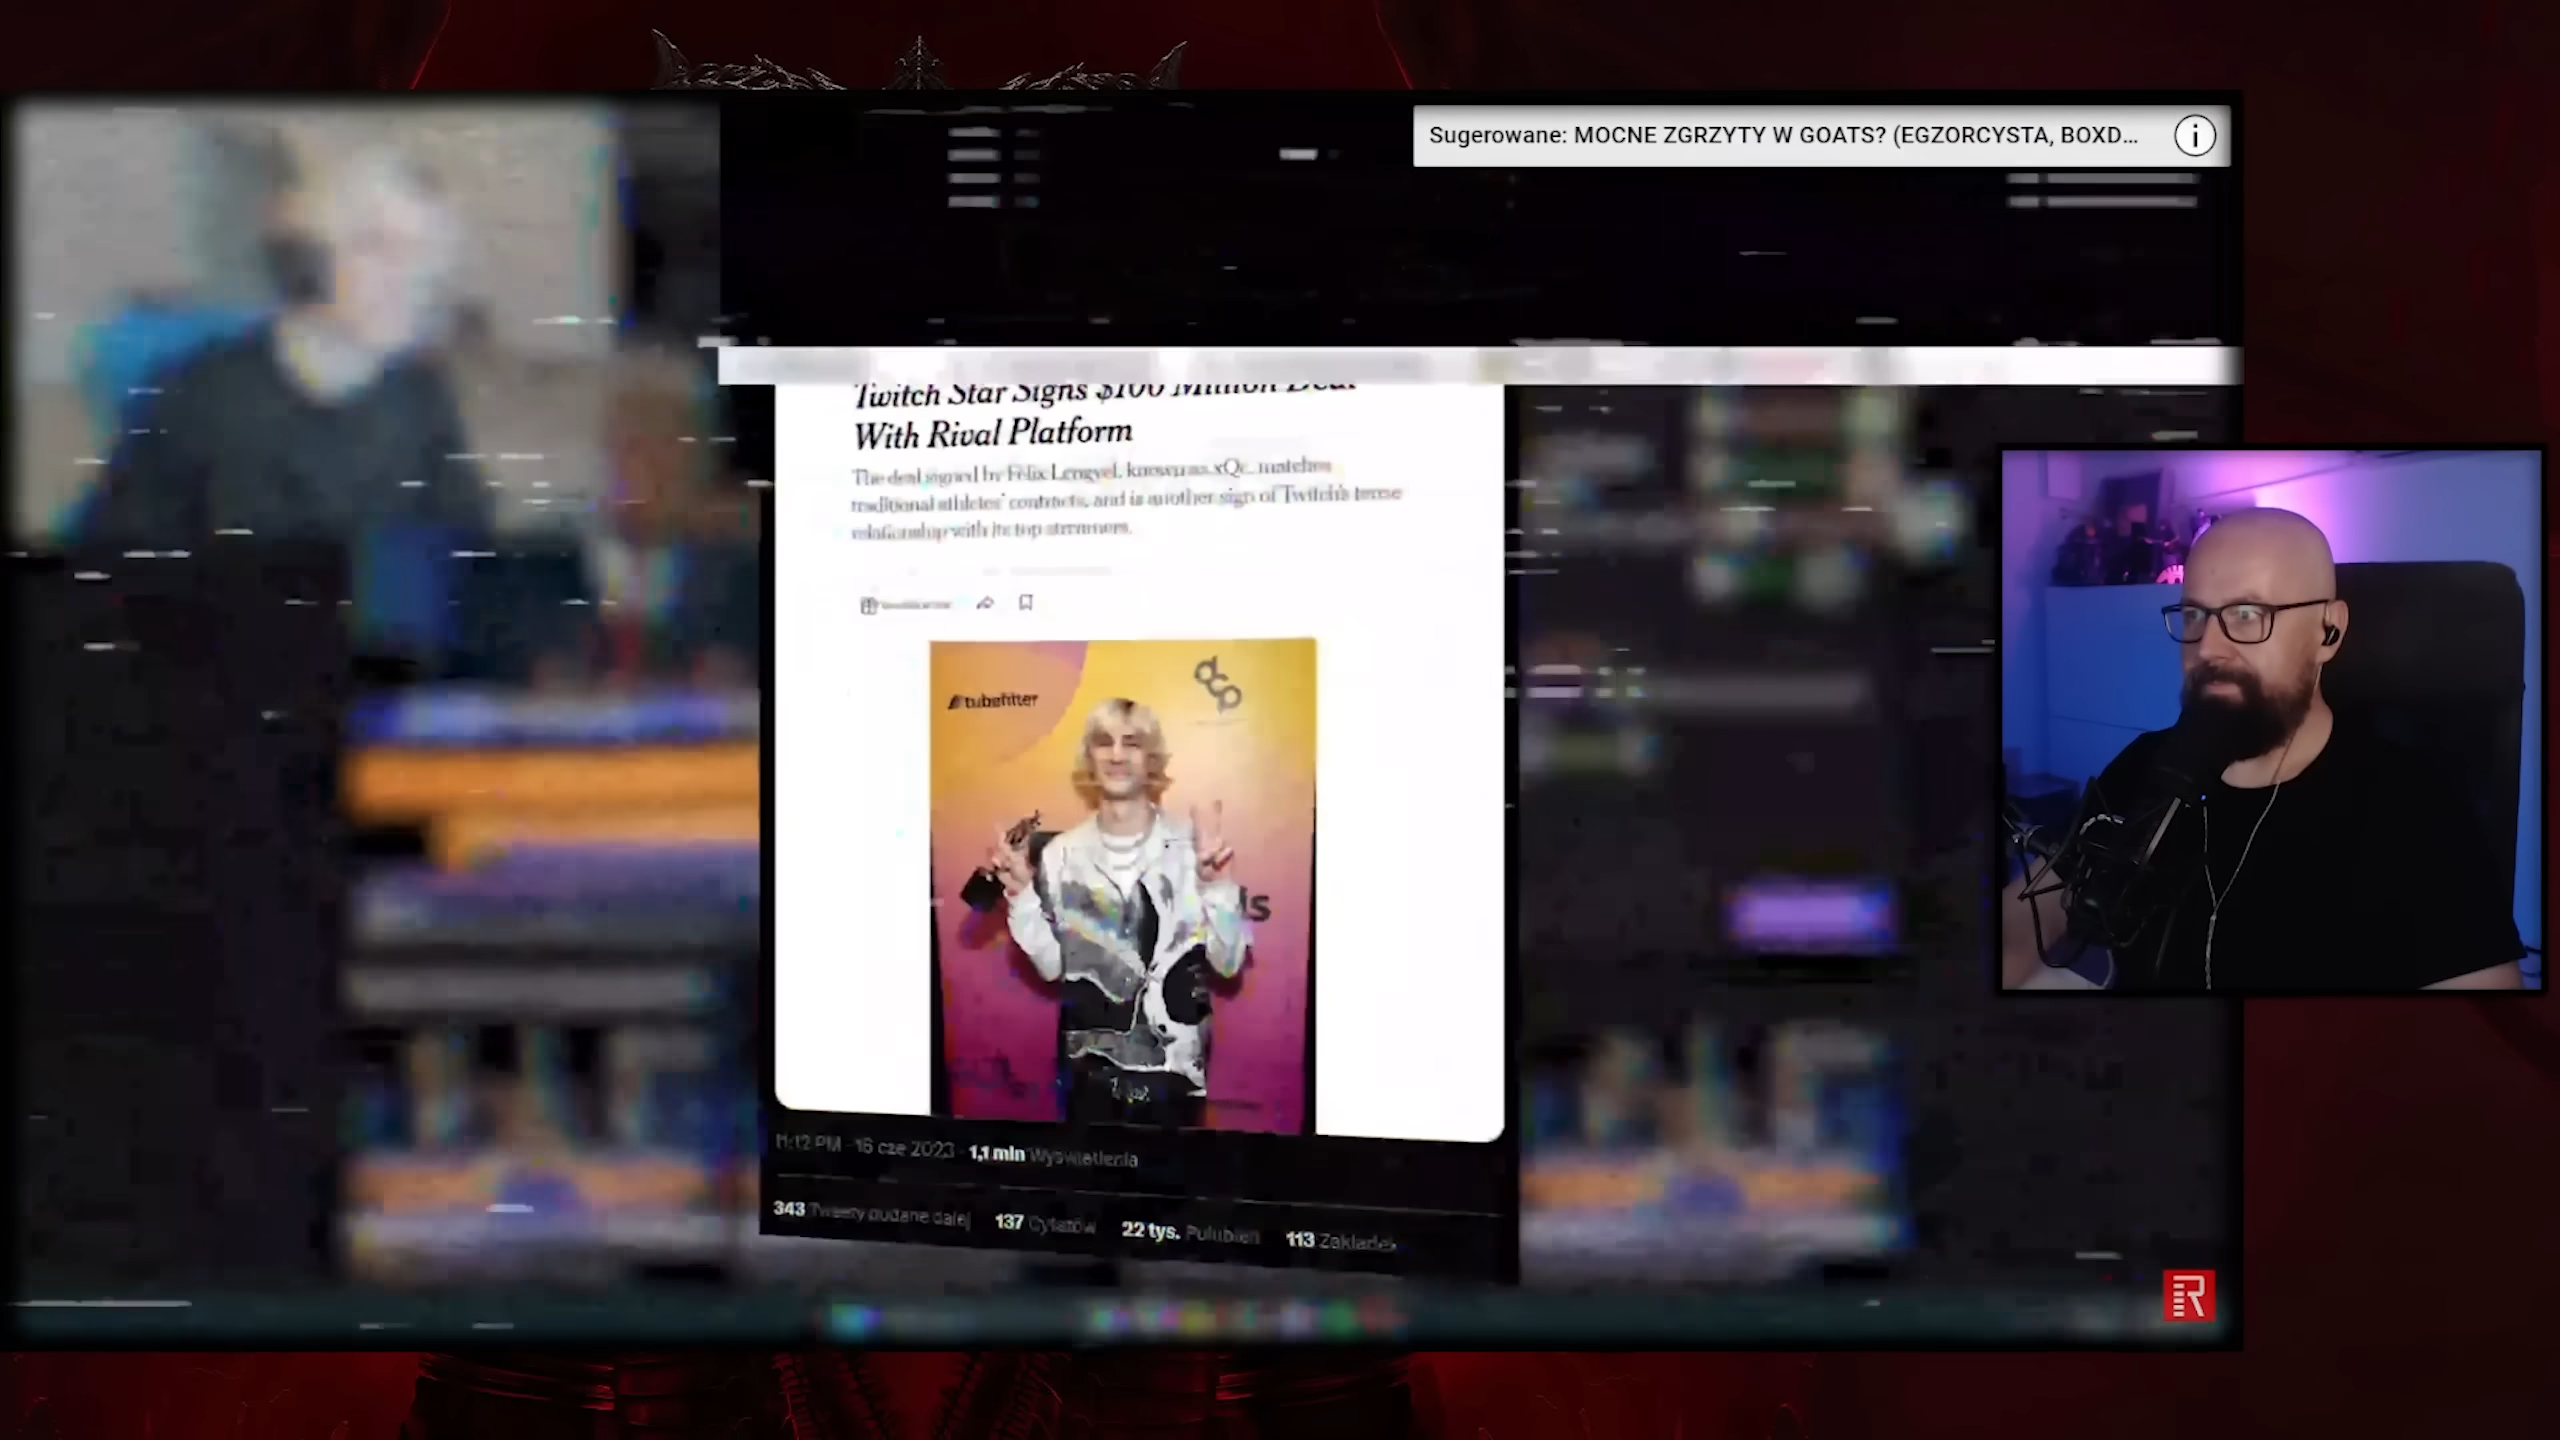 Sugerowane: MOCNE ZGRZYTY W GOATS? (EGZORCYSTA, BOXD...
Twitch Star Signs $100 Million Deal
With Rival Platform
The deal signed by Félix Lengyel, known as xQc, matches
traditional athletes' contracts, and is another sign of Twitch's tense
relationship with its top streamers.
tubefilter
ls
11:12 PM · 16 cze 2023 · 1,1 mln Wyświetlenia
343 Tweety podane dalej 137 Cytatów 22 tys. Polubień 113 Zakładek
R